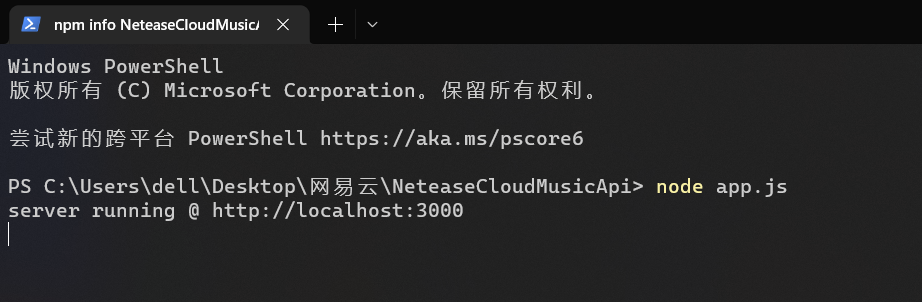 npm info NeteaseCloudMusicA
Windows PowerShell
版权所有 (C) Microsoft Corporation。保留所有权利。
尝试新的跨平台 PowerShell https://aka.ms/pscore6
PS C:\Users\dell\Desktop\网易云\NeteaseCloudMusicApi> node app.js
server running @ http://localhost:3000